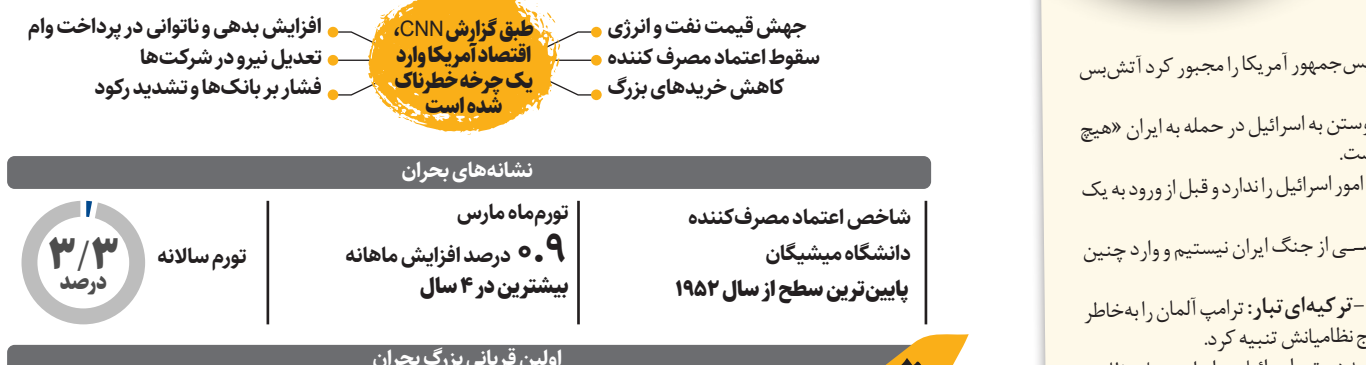 س‌جمهور آمریکا را مجبور کرد آتش‌بس
وستن به اسرائیل در حمله به ایران «هیچ
ست.
امور اسرائیل را ندارد و قبل از ورود به یک
ـی از جنگ ایران نیستیم و وارد چنین
-ترکیه‌ای تبار: ترامپ آلمان را به‌خاطر
ج نظامیانش تنبیه کرد.
جهش قیمت نفت و انرژی
سقوط اعتماد مصرف کننده
کاهش خریدهای بزرگ
طبق گزارش CNN،
اقتصاد آمریکا وارد
یک چرخه خطرناک
شده است
افزایش بدهی و ناتوانی در پرداخت وام
تعدیل نیرو در شرکت‌ها
فشار بر بانک‌ها و تشدید رکود
نشانه‌های بحران
شاخص اعتماد مصرف‌کننده
دانشگاه میشیگان
پایین‌ترین سطح از سال ۱۹۵۲
تورم‌ماه مارس
۰.۹ درصد افزایش ماهانه
بیشترین در ۴ سال
تورم سالانه
۳/۳
درصد
اولین قربانی بزرگ بحران